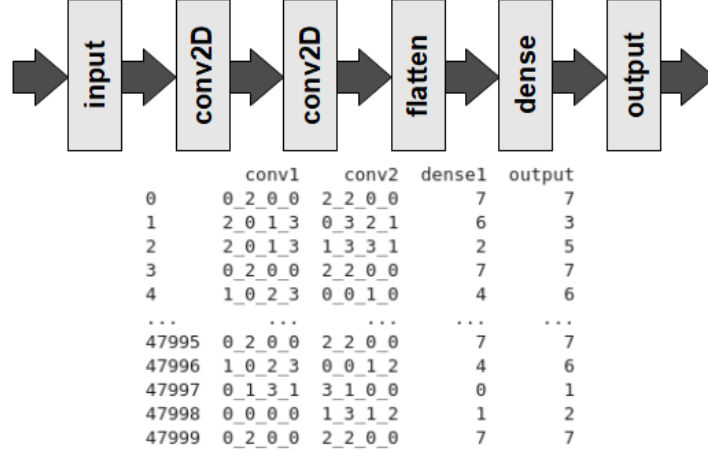 input
conv2D
conv2D
flatten
dense
output
conv1 conv2 dense1 output
0 0_2_0_0 2_2_0_0 7 7
1 2_0_1_3 0_3_2_1 6 3
2 2_0_1_3 1_3_3_1 2 5
3 0_2_0_0 2_2_0_0 7 7
4 1_0_2_3 0_0_1_0 4 6
... ... ... ... ...
47995 0_2_0_0 2_2_0_0 7 7
47996 1_0_2_3 0_0_1_2 4 6
47997 0_1_3_1 3_1_0_0 0 1
47998 0_0_0_0 1_3_1_2 1 2
47999 0_2_0_0 2_2_0_0 7 7